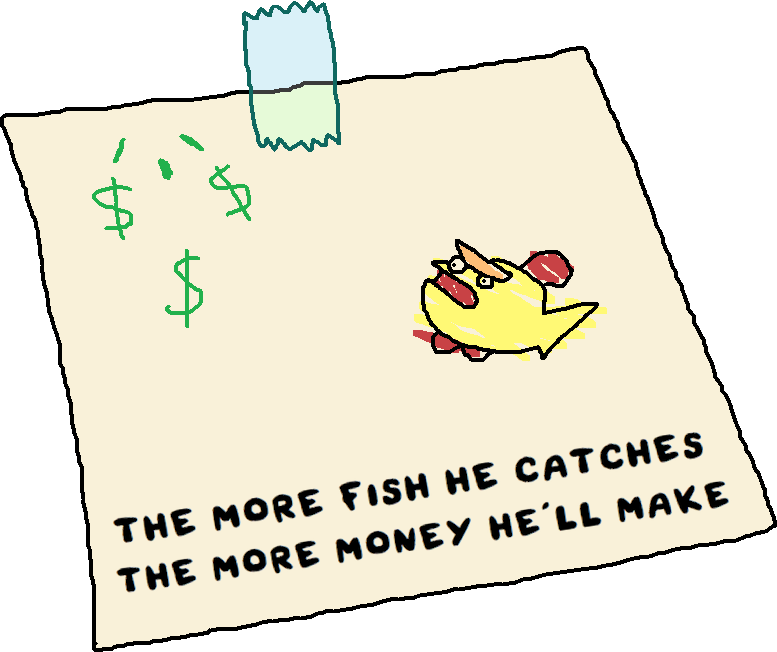 $ $
$
THE MORE FISH HE CATCHES
THE MORE MONEY HE'LL MAKE